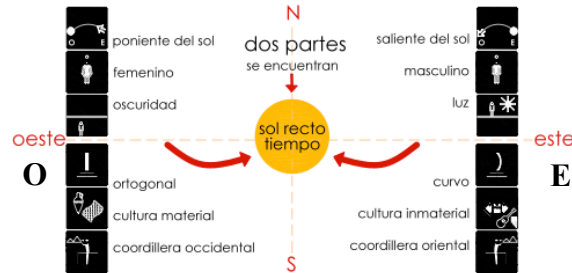 N
poniente del sol
dos partes
saliente del sol
O E
O E
femenino
se encuentran
masculino
oscuridad
luz
oeste
sol recto
tiempo
este
O
E
ortogonal
curvo
cultura material
cultura inmaterial
coordillera occidental
coordillera oriental
S